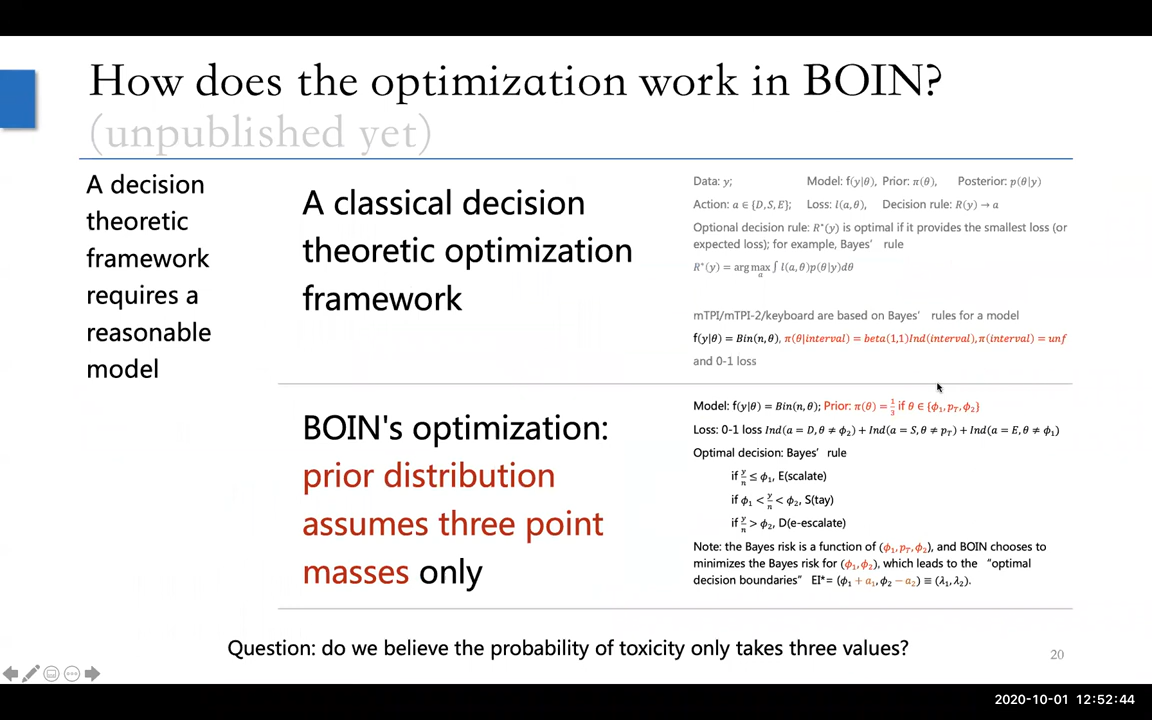 How does the optimization work in BOIN?
(unpublished yet)
A decision
theoretic
framework
requires a
reasonable
model
A classical decision
theoretic optimization
framework
Data: y; Model: f(y|θ), Prior: π(θ), Posterior: p(θ|y)
Action: a ∈ {D, S, E}; Loss: l(a, θ), Decision rule: R(y) → a
Optional decision rule: R*(y) is optimal if it provides the smallest loss (or
expected loss); for example, Bayes' rule
R*(y) = arg max_a ∫ l(a, θ)p(θ|y)dθ
mTPI/mTPI-2/keyboard are based on Bayes' rules for a model
f(y|θ) = Bin(n, θ), π(θ|interval) = beta(1,1)Ind(interval), π(interval) = unf
and 0-1 loss
BOIN's optimization:
prior distribution
assumes three point
masses only
Model: f(y|θ) = Bin(n, θ); Prior: π(θ) = 1/3 if θ ∈ {ϕ₁, p_T, ϕ₂}
Loss: 0-1 loss Ind(a = D, θ ≠ ϕ₂) + Ind(a = S, θ ≠ p_T) + Ind(a = E, θ ≠ ϕ₁)
Optimal decision: Bayes' rule
if y/n ≤ ϕ₁, E(scalate)
if ϕ₁ < y/n < ϕ₂, S(tay)
if y/n > ϕ₂, D(e-escalate)
Note: the Bayes risk is a function of (ϕ₁, p_T, ϕ₂), and BOIN chooses to
minimizes the Bayes risk for (ϕ₁, ϕ₂), which leads to the "optimal
decision boundaries" EI*= (ϕ₁ + a₁, ϕ₂ − a₂) ≡ (λ₁, λ₂).
Question: do we believe the probability of toxicity only takes three values?
20
2020-10-01 12:52:44